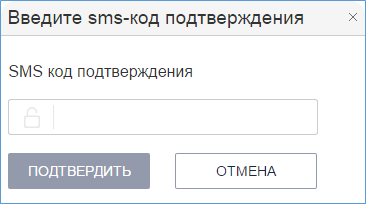 Введите sms-код подтверждения
SMS код подтверждения
ПОДТВЕРДИТЬ
ОТМЕНА